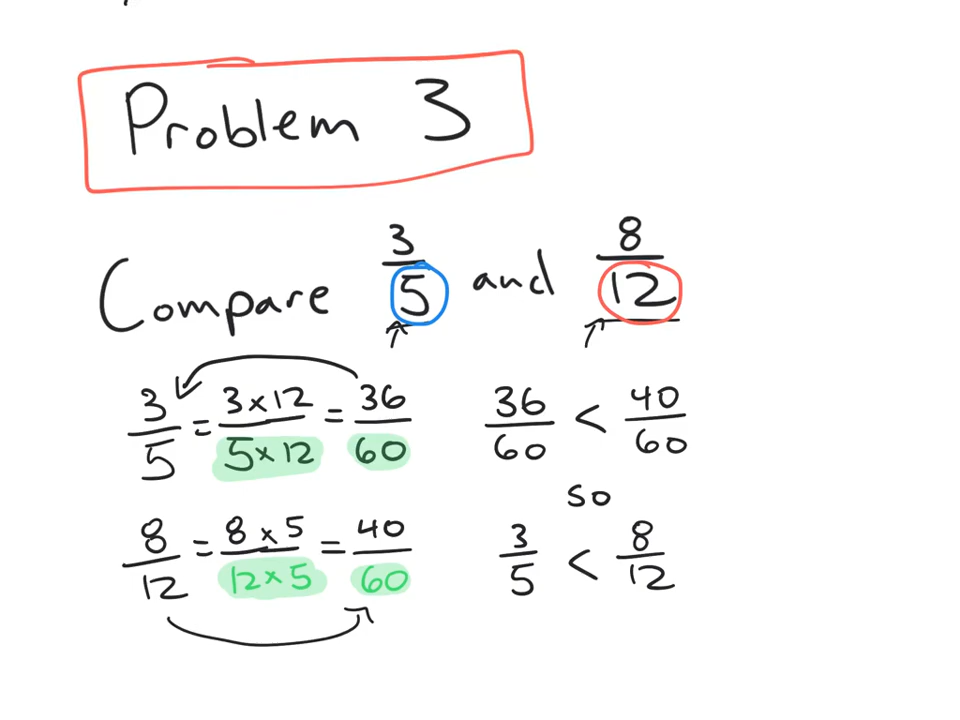 Problem 3
Compare 3/5 and 8/12
3/5 = 3×12/5×12 = 36/60
36/60 < 40/60
so
8/12 = 8×5/12×5 = 40/60
3/5 < 8/12